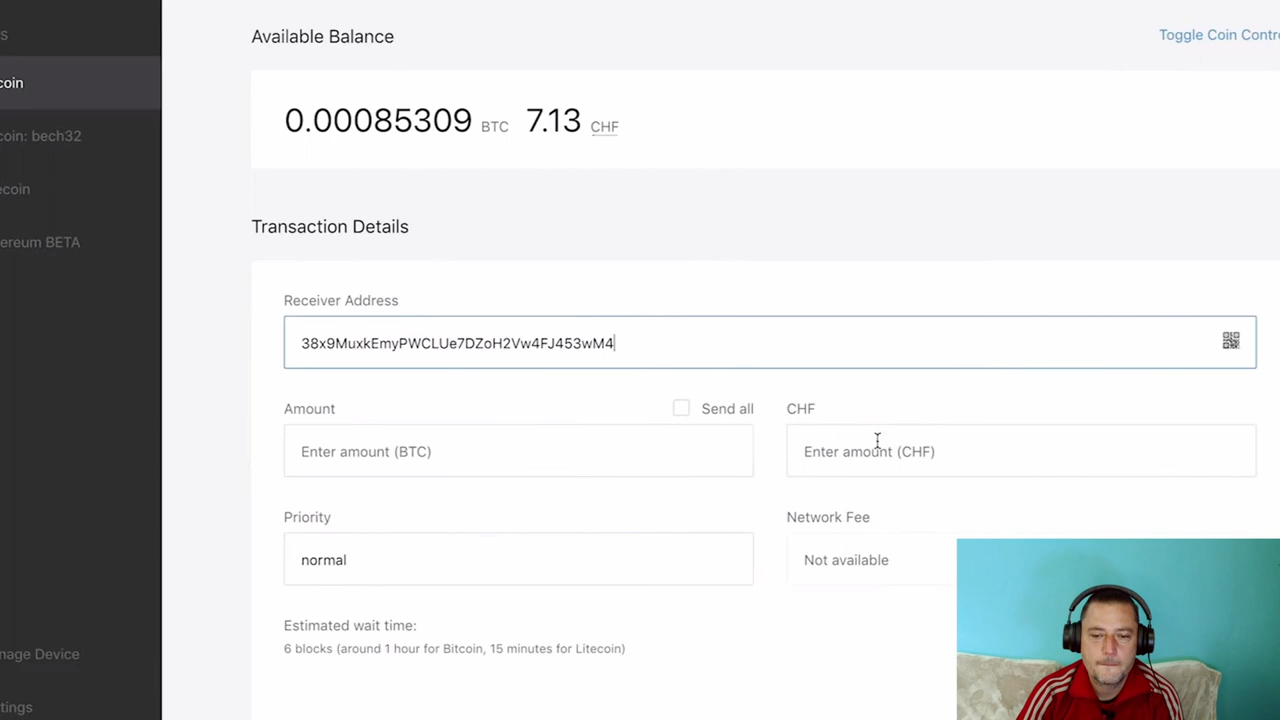 s
Available Balance
Toggle Coin Contr
coin
0.00085309 BTC 7.13 CHF
coin: bech32
ecoin
Transaction Details
ereum BETA
Receiver Address
38x9MuxkEmyPWCLUe7DZoH2Vw4FJ453wM4
Amount
Send all
CHF
Enter amount (BTC)
Enter amount (CHF)
Priority
Network Fee
normal
Not available
Estimated wait time:
6 blocks (around 1 hour for Bitcoin, 15 minutes for Litecoin)
nage Device
tings